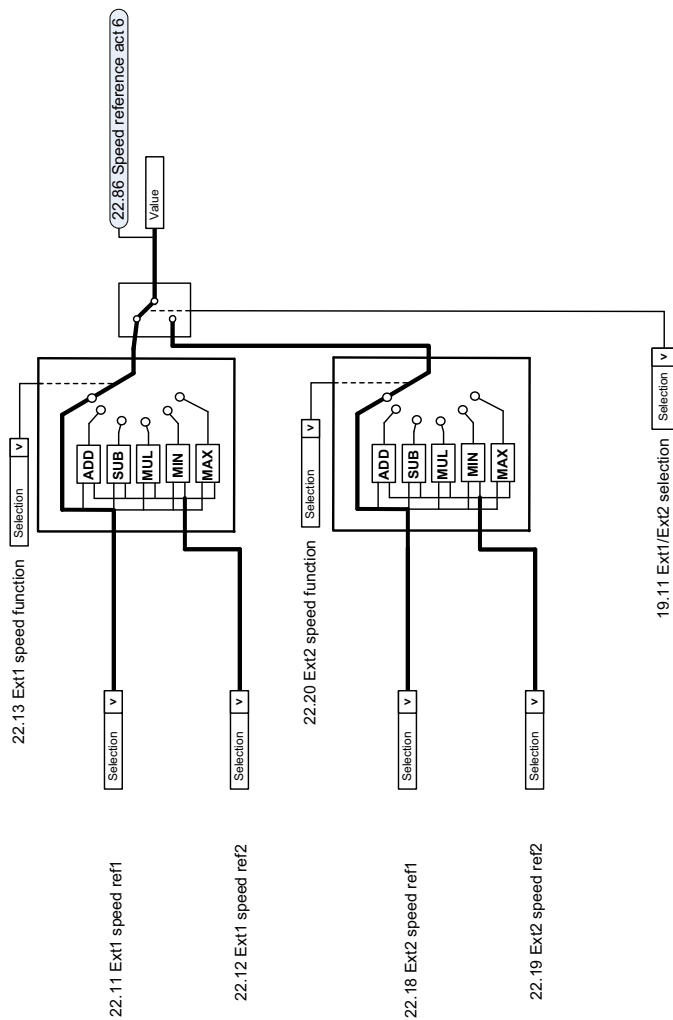 22.11 Ext1 speed ref1
Selection
v
22.12 Ext1 speed ref2
Selection
v
22.13 Ext1 speed function
Selection
v
ADD
SUB
MUL
MIN
MAX
22.86 Speed reference act 6
Value
22.18 Ext2 speed ref1
Selection
v
22.19 Ext2 speed ref2
Selection
v
22.20 Ext2 speed function
Selection
v
ADD
SUB
MUL
MIN
MAX
19.11 Ext1/Ext2 selection
Selection
v